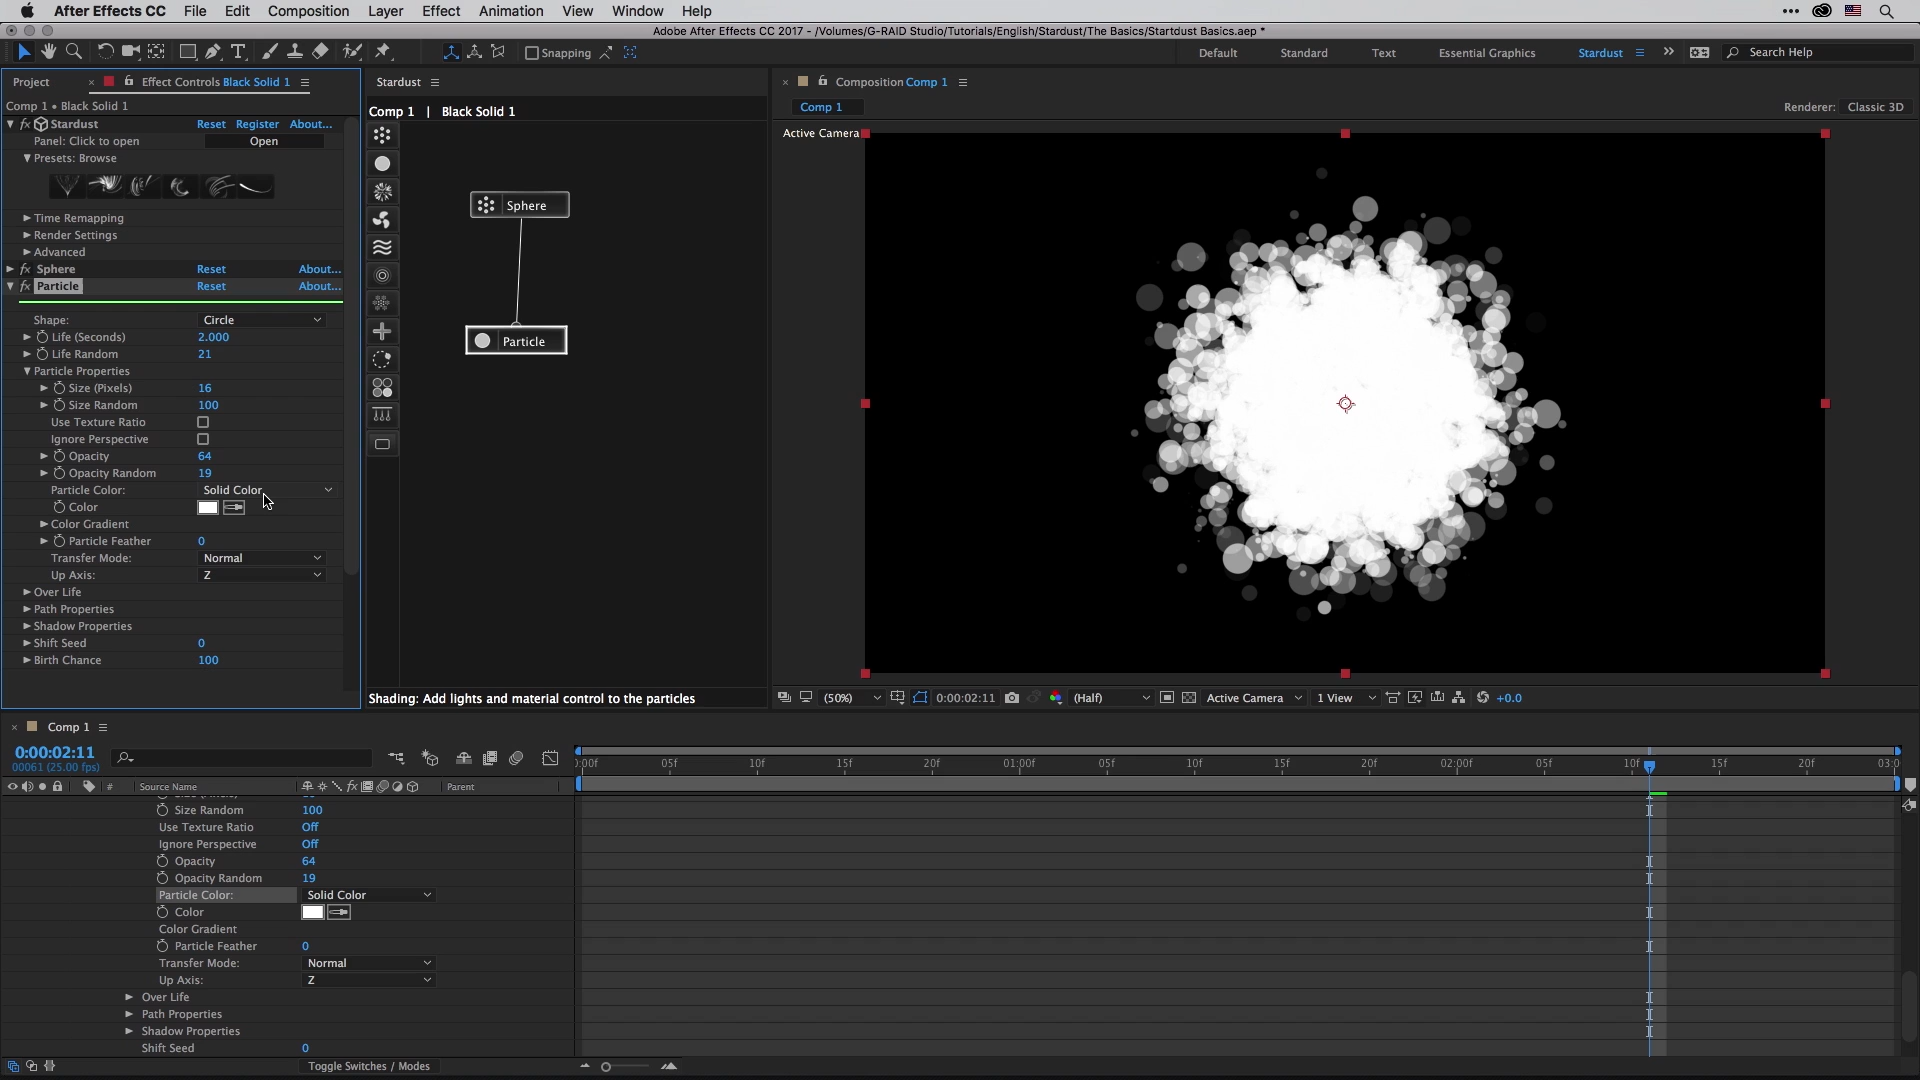 After Effects CC File Edit Composition Layer Effect Animation View Window Help
Adobe After Effects CC 2017 - /Volumes/G-RAID Studio/Tutorials/English/Stardust/The Basics/Startdust Basics.aep *
Snapping Default Standard Text Essential Graphics Stardust Search Help
Project Effect Controls Black Solid 1
Comp 1 • Black Solid 1
fx Stardust Reset Register About...
Panel: Click to open Open
Presets: Browse
Time Remapping
Render Settings
Advanced
fx Sphere Reset About...
fx Particle Reset About...
Shape: Circle
Life (Seconds) 2.000
Life Random 21
Particle Properties
Size (Pixels) 16
Size Random 100
Use Texture Ratio
Ignore Perspective
Opacity 64
Opacity Random 19
Particle Color: Solid Color
Color
Color Gradient
Particle Feather 0
Transfer Mode: Normal
Up Axis: Z
Over Life
Path Properties
Shadow Properties
Shift Seed 0
Birth Chance 100
Stardust
Comp 1 | Black Solid 1
Sphere
Particle
Shading: Add lights and material control to the particles
Composition Comp 1
Comp 1 Renderer: Classic 3D
Active Camera
(50%) 0:00:02:11 (Half) Active Camera 1 View +0.0
Comp 1
0:00:02:11
00061 (25.00 fps)
:00f 05f 10f 15f 20f 01:00f 05f 10f 15f 20f 02:00f 05f 10f 15f 20f 03:0
# Source Name fx Parent
Size Random 100
Use Texture Ratio Off
Ignore Perspective Off
Opacity 64
Opacity Random 19
Particle Color: Solid Color
Color
Color Gradient
Particle Feather 0
Transfer Mode: Normal
Up Axis: Z
Over Life
Path Properties
Shadow Properties
Shift Seed 0
Toggle Switches / Modes